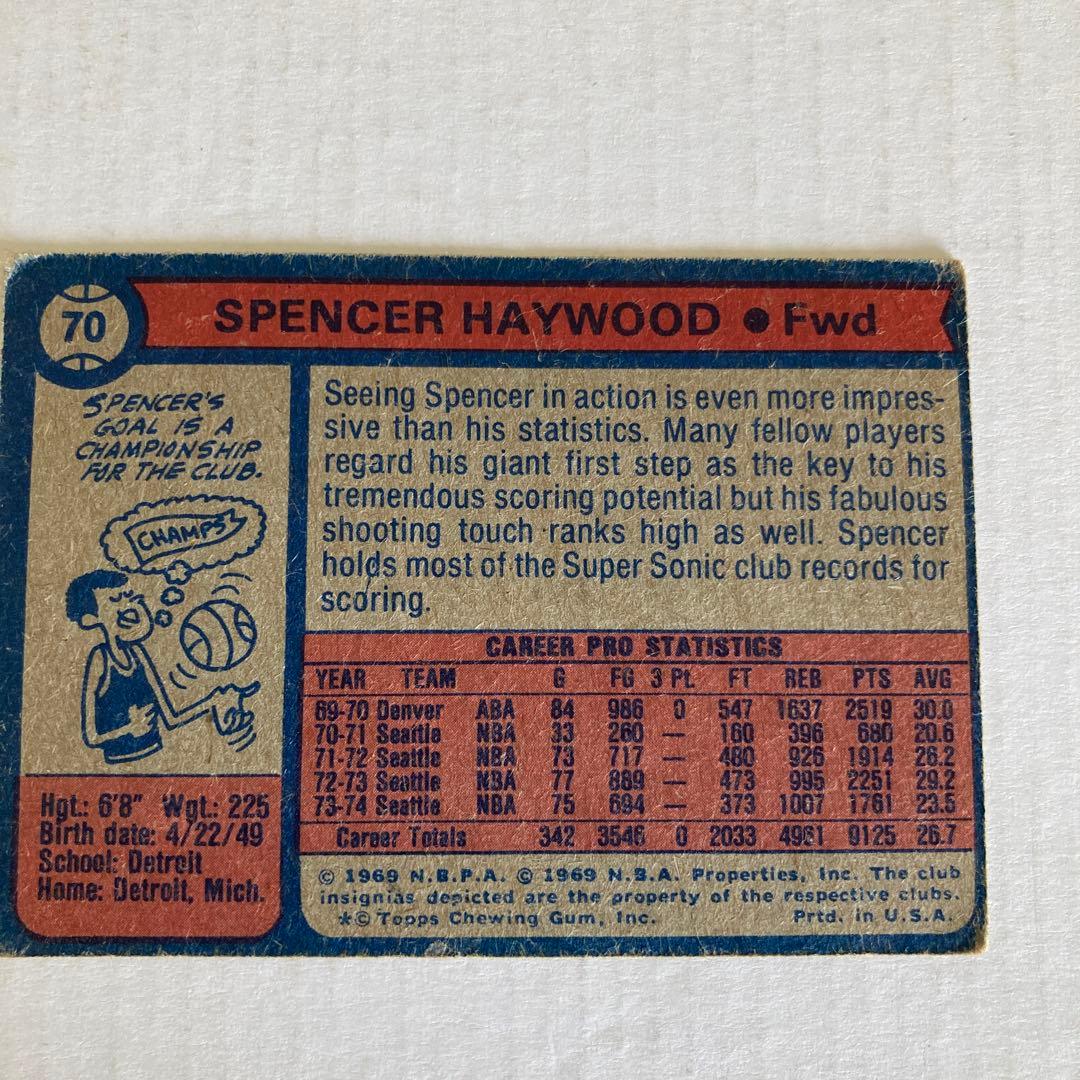 70
SPENCER HAYWOOD ● Fwd
SPENCER'S
GOAL IS A
CHAMPIONSHIP
FOR THE CLUB.
CHAMPS
Seeing Spencer in action is even more impres-
sive than his statistics. Many fellow players
regard his giant first step as the key to his
tremendous scoring potential but his fabulous
shooting touch ranks high as well. Spencer
holds most of the Super Sonic club records for
scoring.
CAREER PRO STATISTICS
YEAR TEAM G FG 3 Pt. FT REB PTS AVG
69-70 Denver ABA 84 986 0 547 1637 2519 30.0
70-71 Seattle NBA 33 260 — 160 396 680 20.6
71-72 Seattle NBA 73 717 — 480 926 1914 26.2
72-73 Seattle NBA 77 889 — 473 995 2251 29.2
73-74 Seattle NBA 75 694 — 373 1007 1761 23.5
Career Totals 342 3546 0 2033 4961 9125 26.7
Hgt.: 6'8" Wgt.: 225
Birth date: 4/22/49
School: Detroit
Home: Detroit, Mich.
© 1969 N.B.P.A. © 1969 N.B.A. Properties, Inc. The club
insignias depicted are the property of the respective clubs.
*© Topps Chewing Gum, Inc. Prtd. in U.S.A.